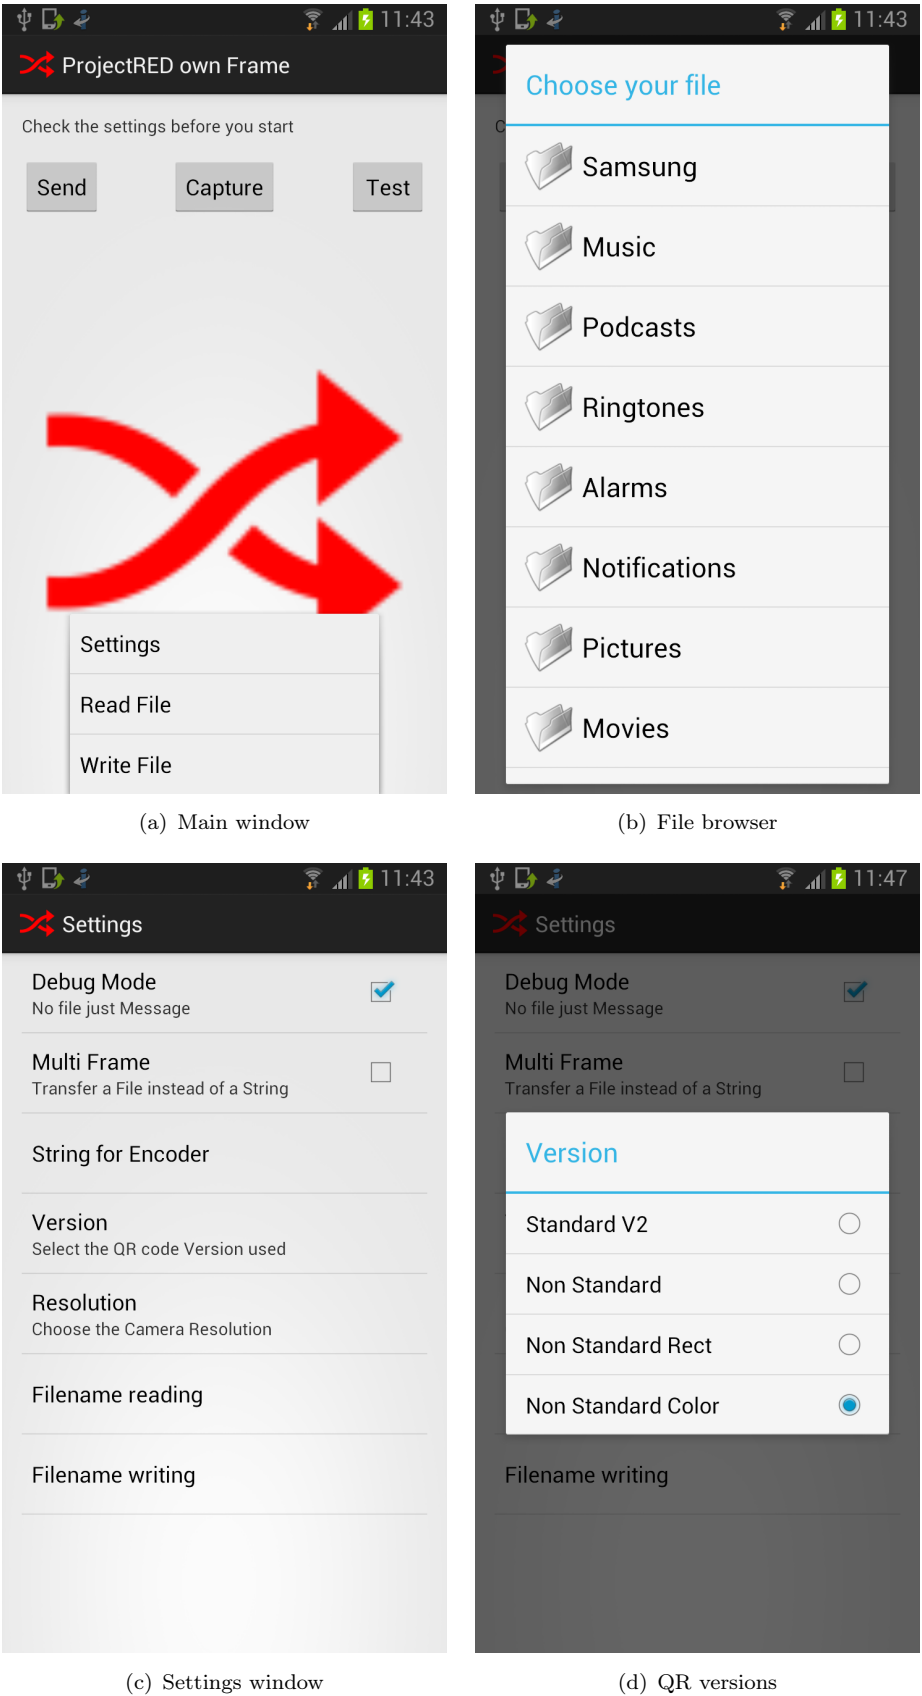 11:43
ProjectRED own Frame
Check the settings before you start
Send Capture Test
Settings
Read File
Write File
(a) Main window
11:43
Choose your file
Samsung
Music
Podcasts
Ringtones
Alarms
Notifications
Pictures
Movies
(b) File browser
11:43
Settings
Debug Mode
No file just Message
Multi Frame
Transfer a File instead of a String
String for Encoder
Version
Select the QR code Version used
Resolution
Choose the Camera Resolution
Filename reading
Filename writing
(c) Settings window
11:47
Settings
Debug Mode
No file just Message
Multi Frame
Transfer a File instead of a String
Version
Standard V2
Non Standard
Non Standard Rect
Non Standard Color
Filename writing
(d) QR versions